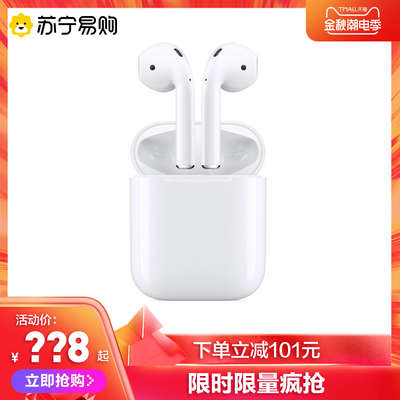 苏宁易购
TMALL天猫
金秋潮电季
活动价:
¥ ??8 起
立即抢购>
下单立减101元
限时限量疯抢